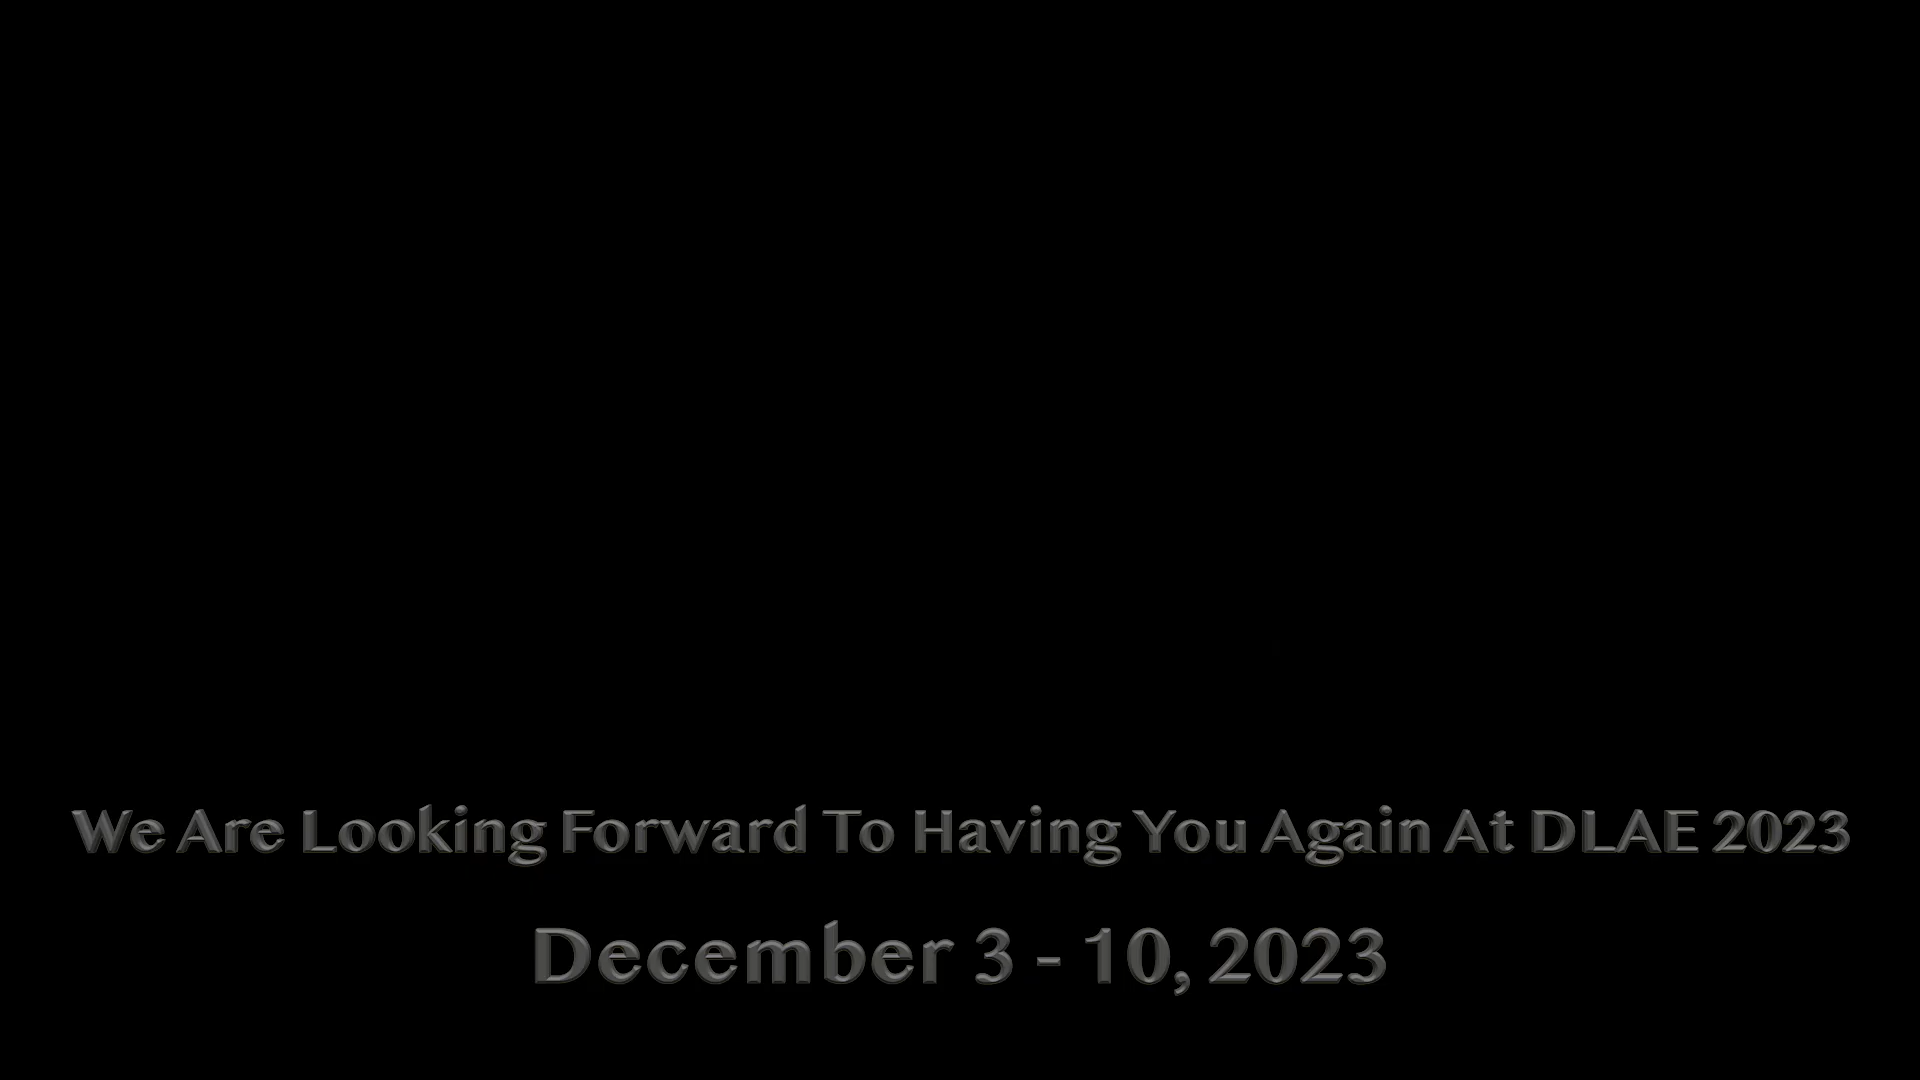 We Are Looking Forward To Having You Again At DLAE 2023
December 3 - 10, 2023